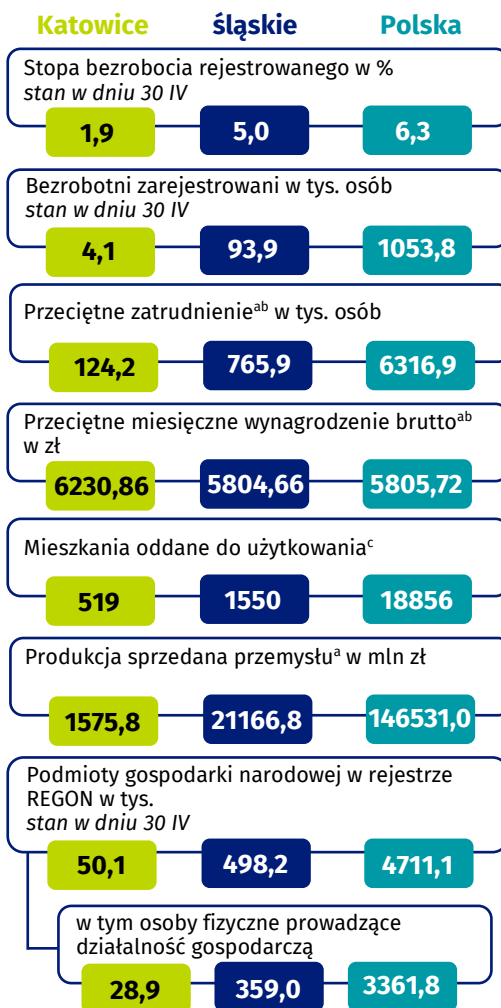 Katowice śląskie Polska
Stopa bezrobocia rejestrowanego w %
stan w dniu 30 IV
1,9 5,0 6,3
Bezrobotni zarejestrowani w tys. osób
stan w dniu 30 IV
4,1 93,9 1053,8
Przeciętne zatrudnienieᵃᵇ w tys. osób
124,2 765,9 6316,9
Przeciętne miesięczne wynagrodzenie bruttoᵃᵇ
w zł
6230,86 5804,66 5805,72
Mieszkania oddane do użytkowaniaᶜ
519 1550 18856
Produkcja sprzedana przemysłuᵃ w mln zł
1575,8 21166,8 146531,0
Podmioty gospodarki narodowej w rejestrze
REGON w tys.
stan w dniu 30 IV
50,1 498,2 4711,1
w tym osoby fizyczne prowadzące
działalność gospodarczą
28,9 359,0 3361,8